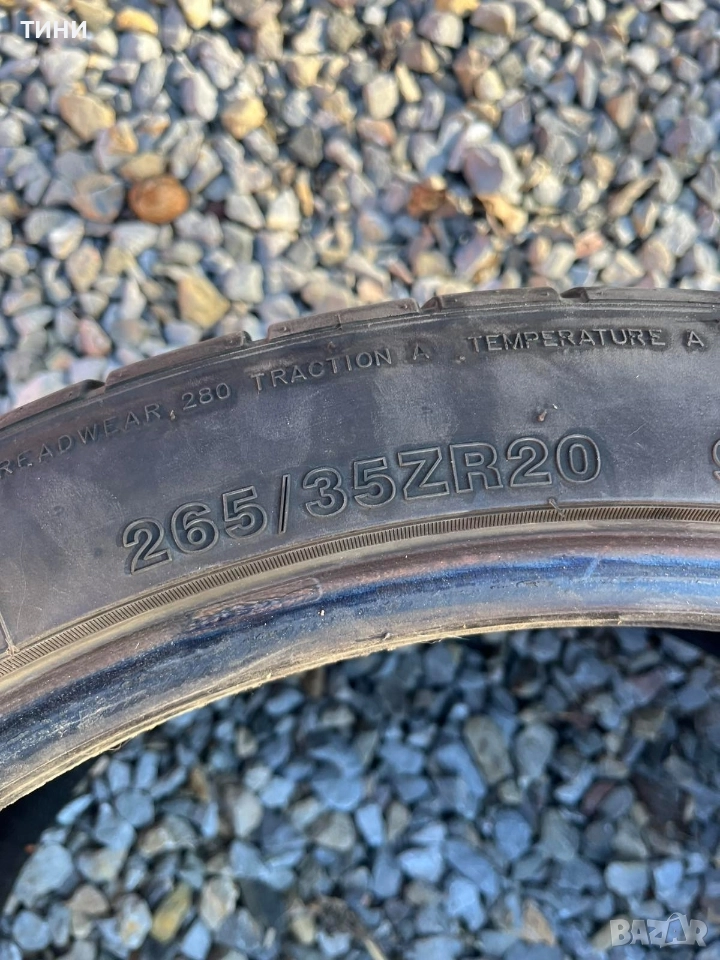 ТИНИ
READWEAR 280 TRACTION A TEMPERATURE A
265/35ZR20
BAZAR